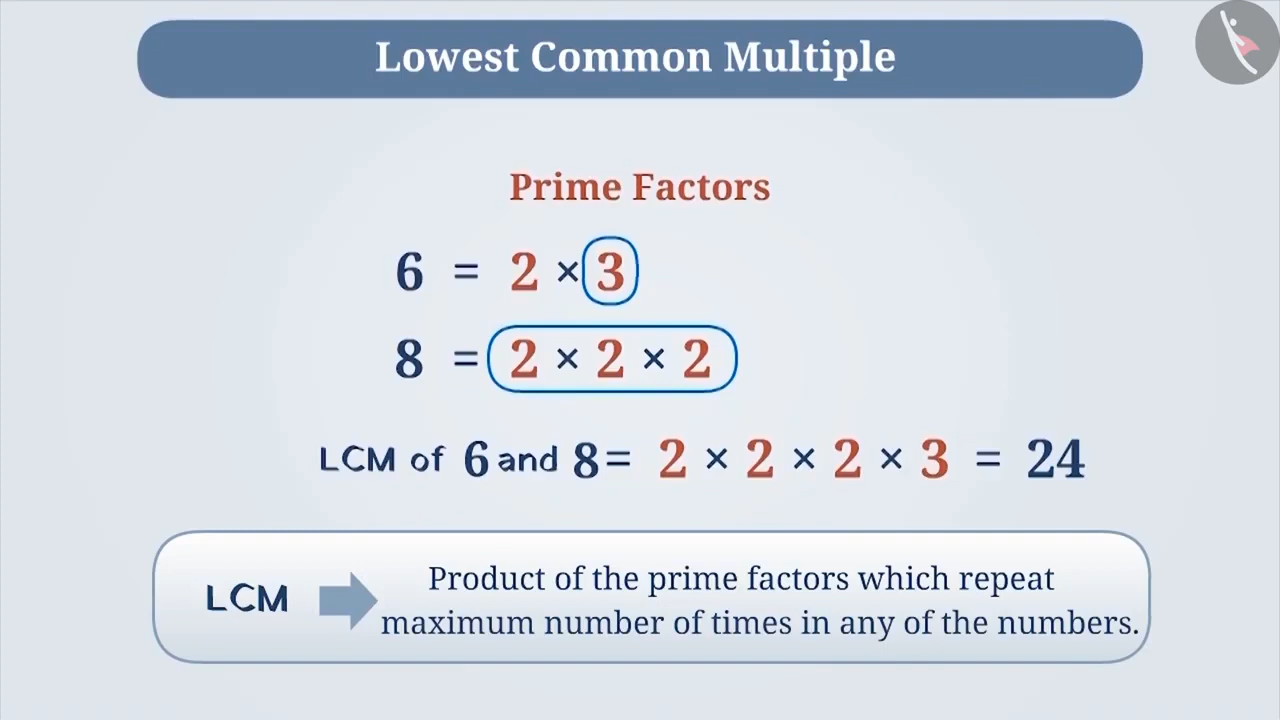 Lowest Common Multiple
Prime Factors
6 = 2 × 3
8 = 2 × 2 × 2
LCM of 6 and 8 = 2 × 2 × 2 × 3 = 24
LCM
Product of the prime factors which repeat
maximum number of times in any of the numbers.